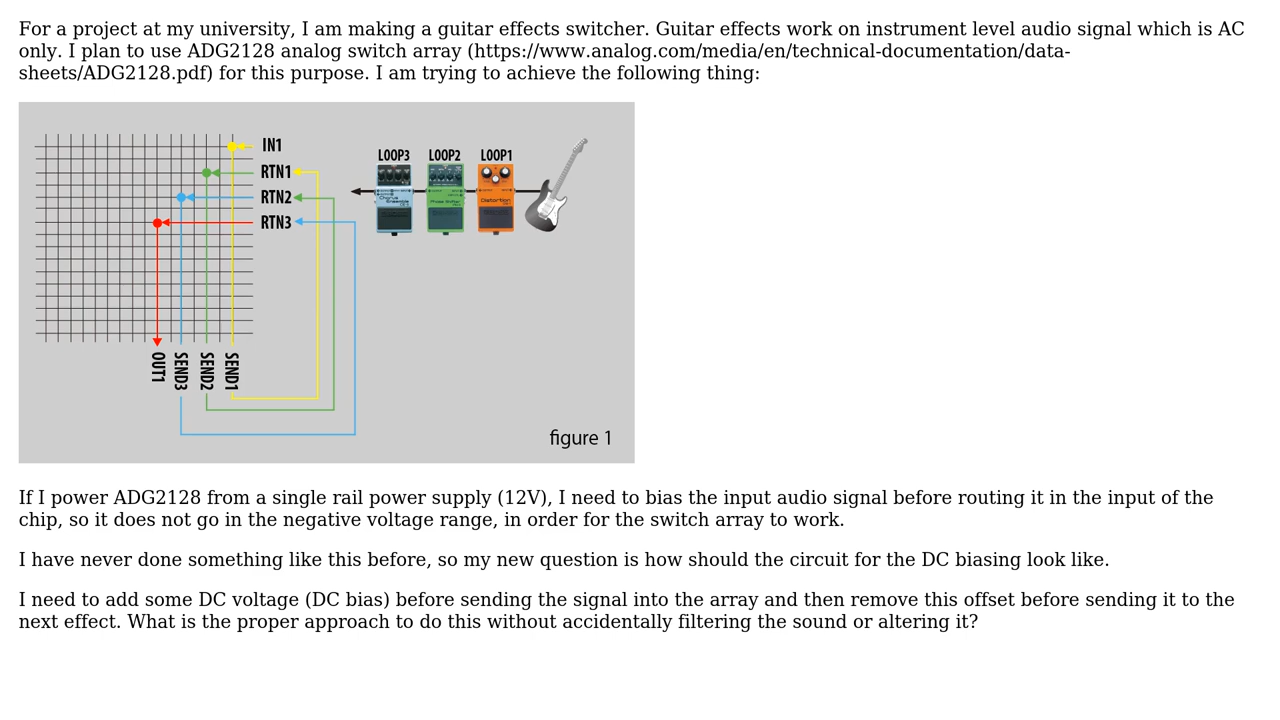 For a project at my university, I am making a guitar effects switcher. Guitar effects work on instrument level audio signal which is AC
only. I plan to use ADG2128 analog switch array (https://www.analog.com/media/en/technical-documentation/data-
sheets/ADG2128.pdf) for this purpose. I am trying to achieve the following thing:
IN1
LOOP3 LOOP2 LOOP1
RTN1
RTN2
RTN3
Chorus Ensemble
Phase Shifter
Distortion
OUT1
SEND3
SEND2
SEND1
figure 1
If I power ADG2128 from a single rail power supply (12V), I need to bias the input audio signal before routing it in the input of the
chip, so it does not go in the negative voltage range, in order for the switch array to work.
I have never done something like this before, so my new question is how should the circuit for the DC biasing look like.
I need to add some DC voltage (DC bias) before sending the signal into the array and then remove this offset before sending it to the
next effect. What is the proper approach to do this without accidentally filtering the sound or altering it?